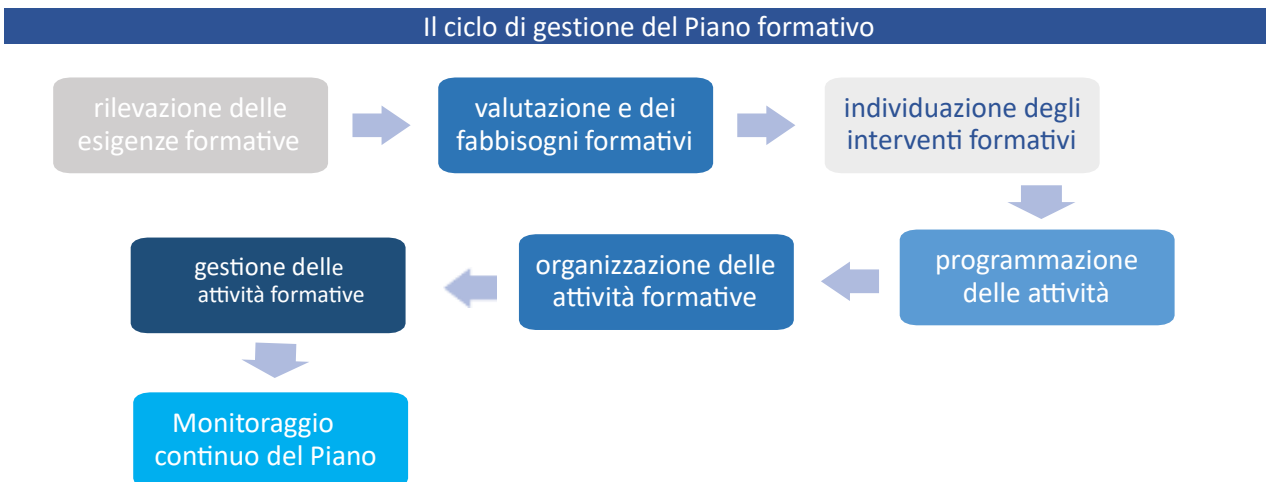 Il ciclo di gestione del Piano formativo
rilevazione delle
esigenze formative
valutazione e dei
fabbisogni formativi
individuazione degli
interventi formativi
programmazione
delle attività
organizzazione delle
attività formative
gestione delle
attività formative
Monitoraggio
continuo del Piano